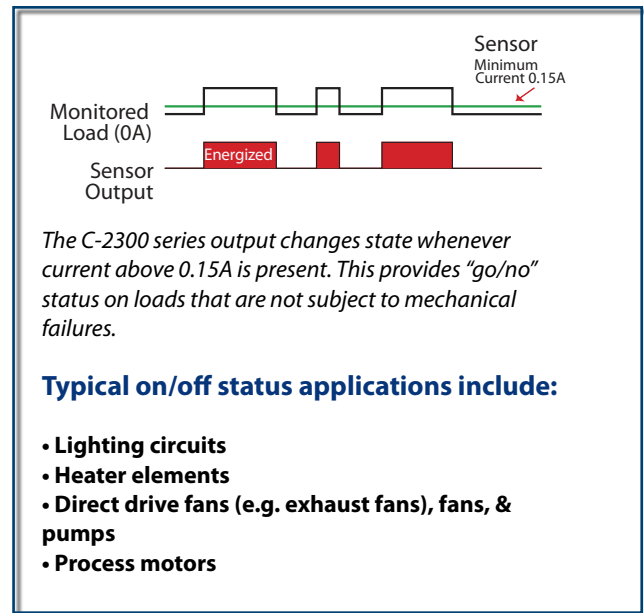 Sensor
Minimum
Current 0.15A
Monitored
Load (0A)
Energized
Sensor
Output
The C-2300 series output changes state whenever
current above 0.15A is present. This provides “go/no”
status on loads that are not subject to mechanical
failures.
Typical on/off status applications include:
• Lighting circuits
• Heater elements
• Direct drive fans (e.g. exhaust fans), fans, &
pumps
• Process motors